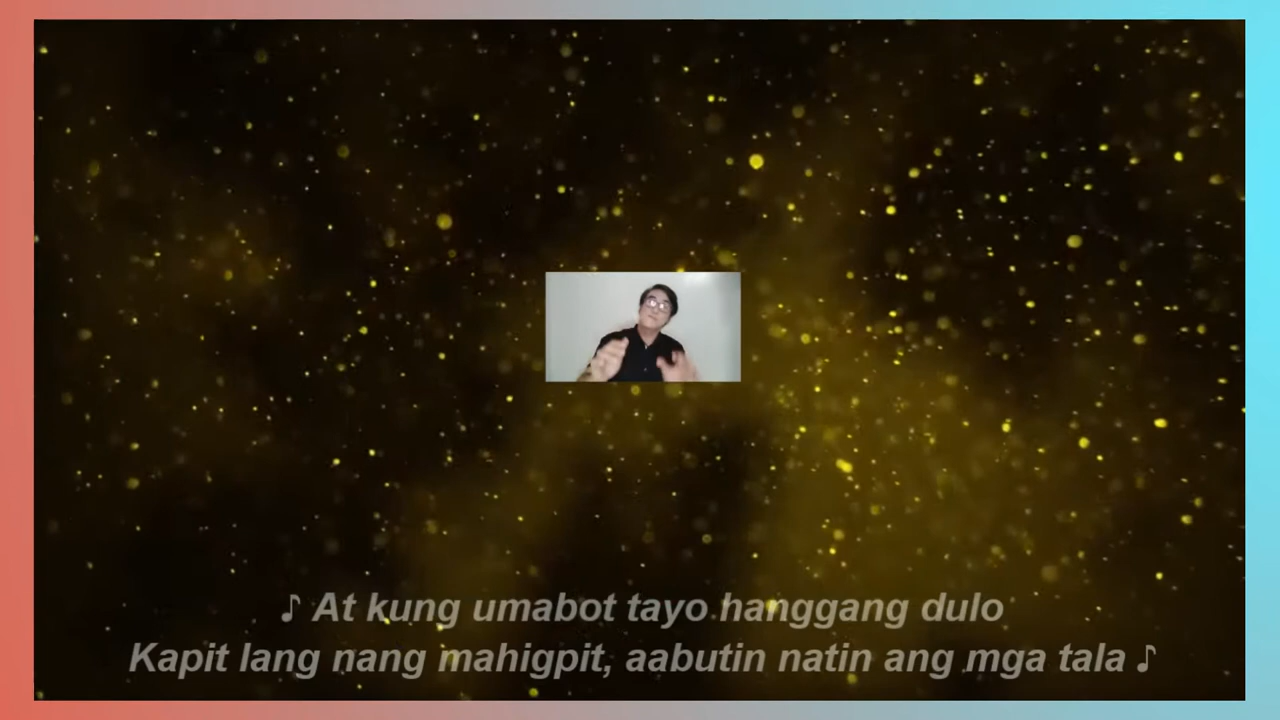 ♪ At kung umabot tayo hanggang dulo
Kapit lang nang mahigpit, aabutin natin ang mga tala ♪